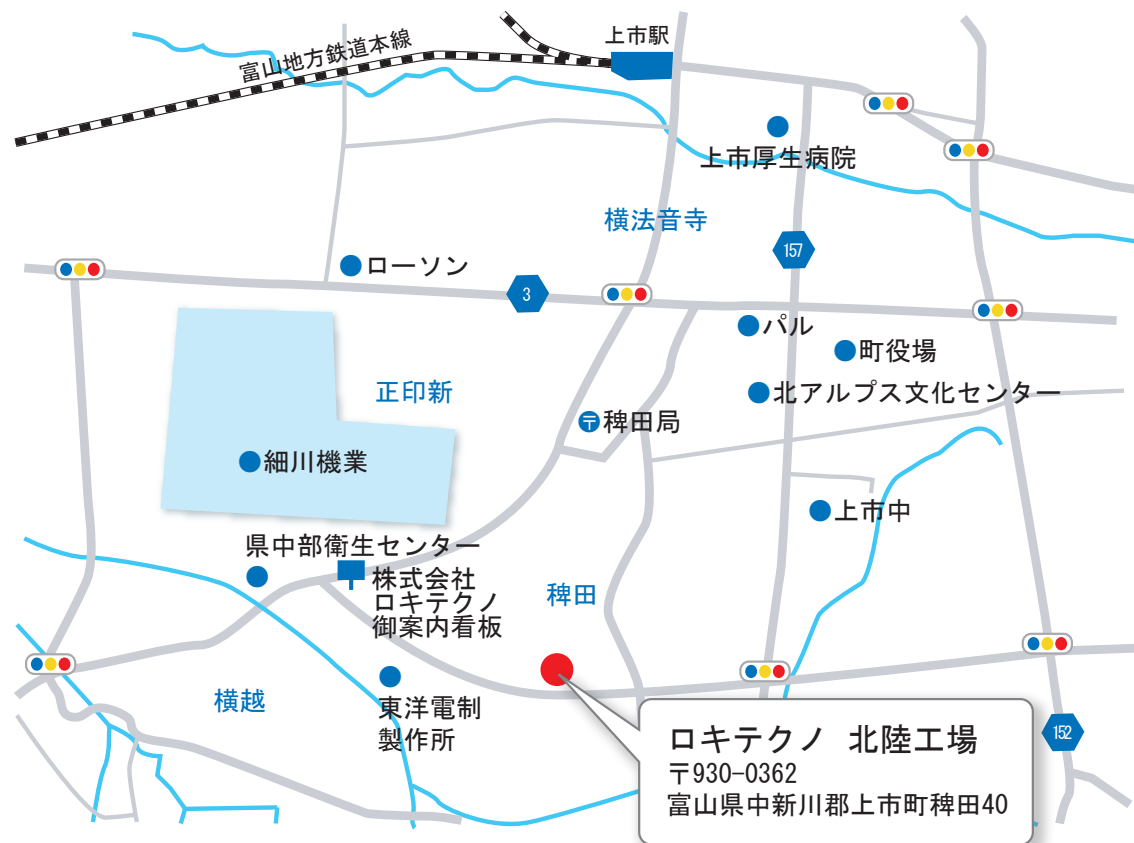 上市駅
富山地方鉄道本線
上市厚生病院
横法音寺
157
ローソン
3
パル
町役場
正印新
北アルプス文化センター
〒稗田局
細川機業
上市中
県中部衛生センター
株式会社
ロキテクノ
御案内看板
稗田
横越
東洋電制
製作所
152
ロキテクノ 北陸工場
〒930-0362
富山県中新川郡上市町稗田40